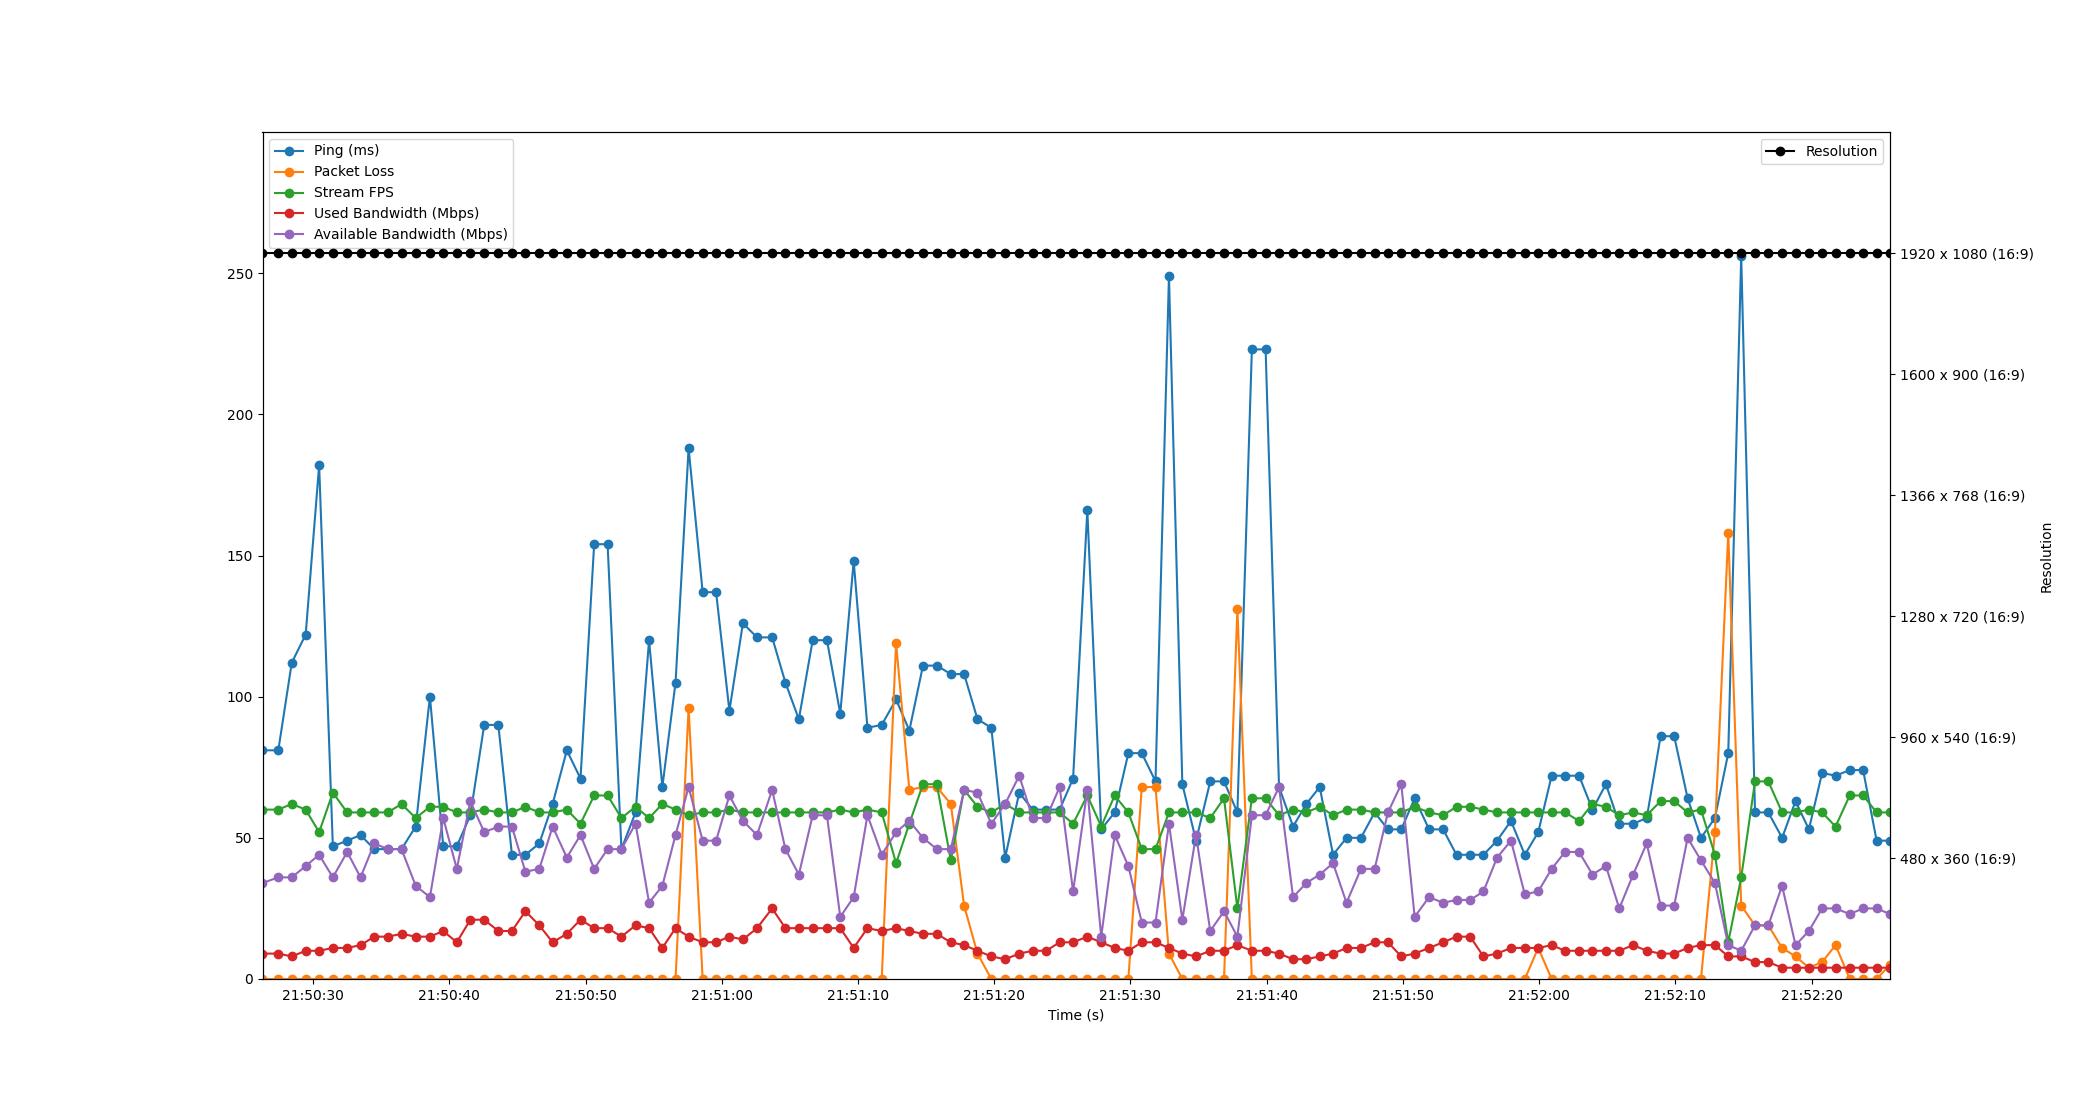 Ping (ms)
Packet Loss
Stream FPS
Used Bandwidth (Mbps)
Available Bandwidth (Mbps)
Resolution
250
200
150
100
50
0
1920 x 1080 (16:9)
1600 x 900 (16:9)
1366 x 768 (16:9)
1280 x 720 (16:9)
960 x 540 (16:9)
480 x 360 (16:9)
Resolution
21:50:30 21:50:40 21:50:50 21:51:00 21:51:10 21:51:20 21:51:30 21:51:40 21:51:50 21:52:00 21:52:10 21:52:20
Time (s)